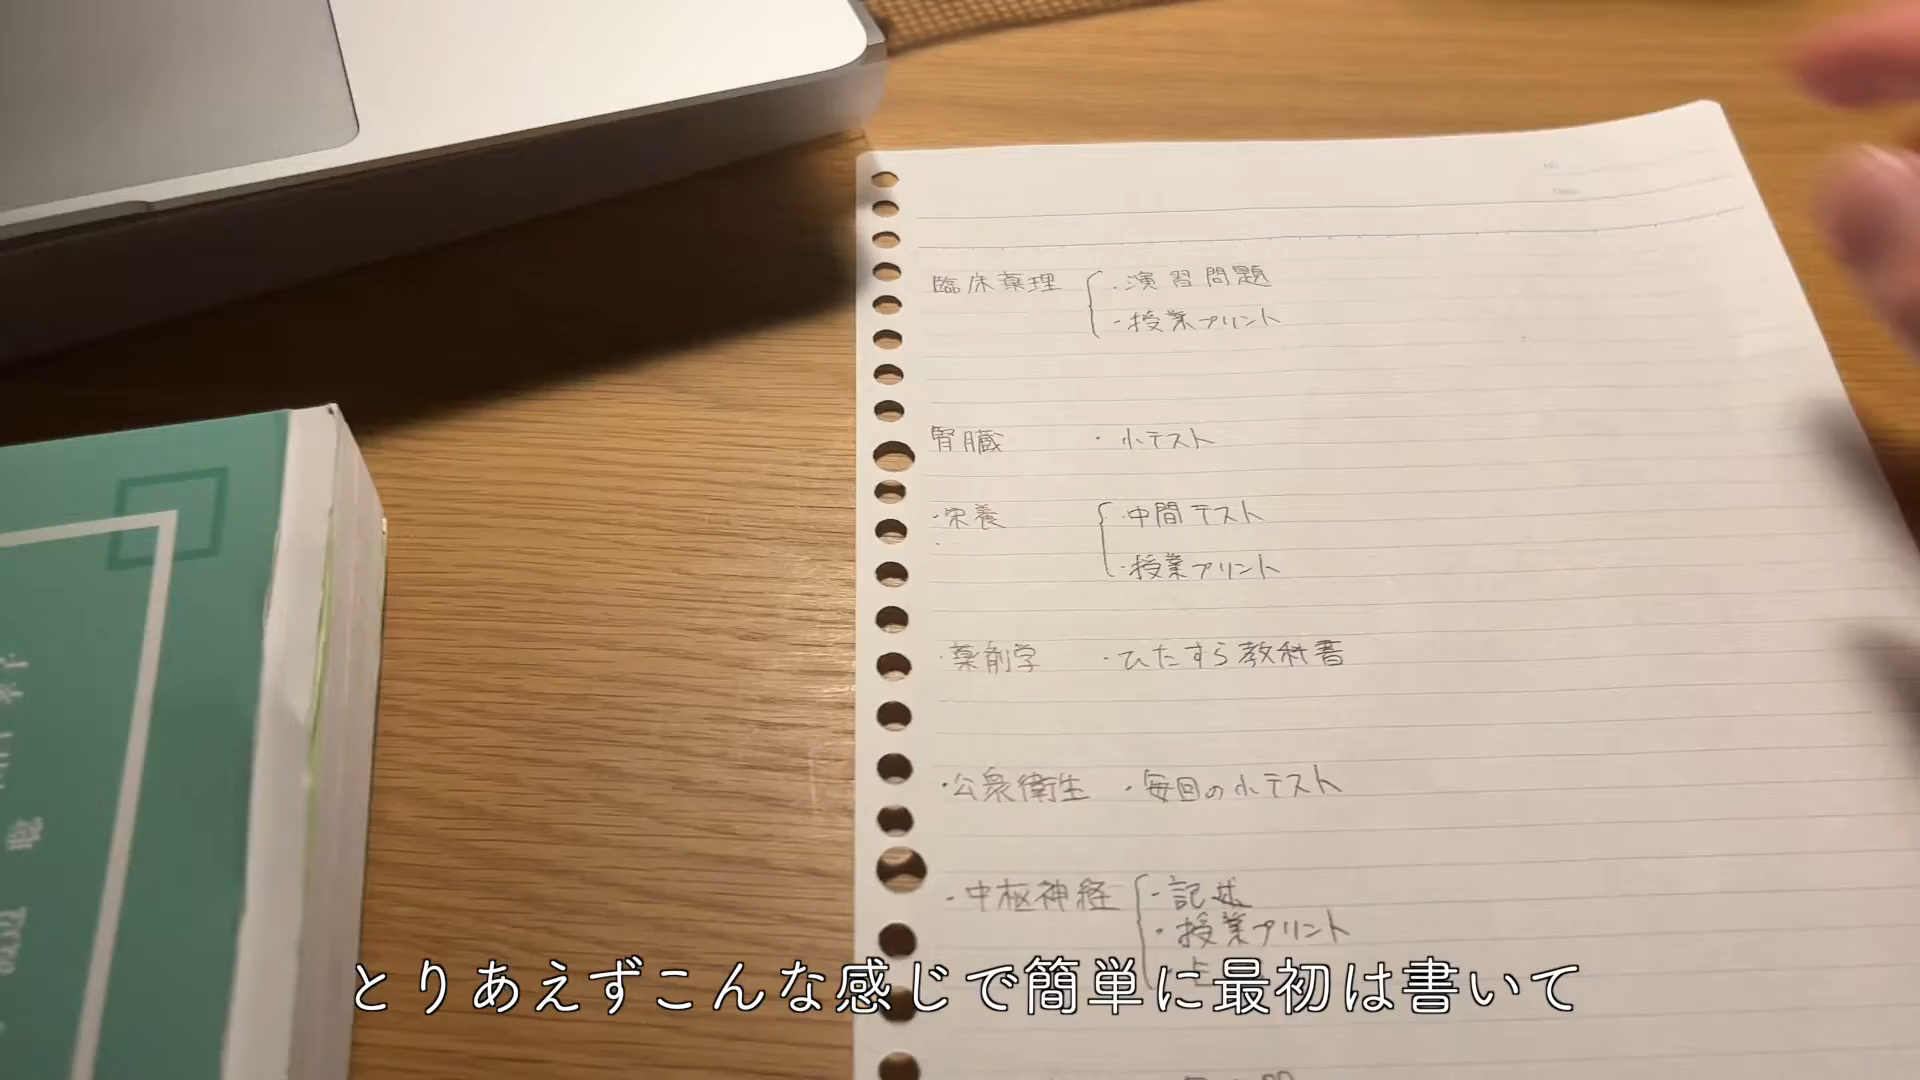 臨床薬理
・演習問題
・授業プリント
腎臓 ・小テスト
・栄養
・中間テスト
・授業プリント
・薬剤学 ・ひたすら教科書
・公衆衛生 ・毎回の小テスト
・中枢神経
・記述
・授業プリント
とりあえずこんな感じで簡単に最初は書いて